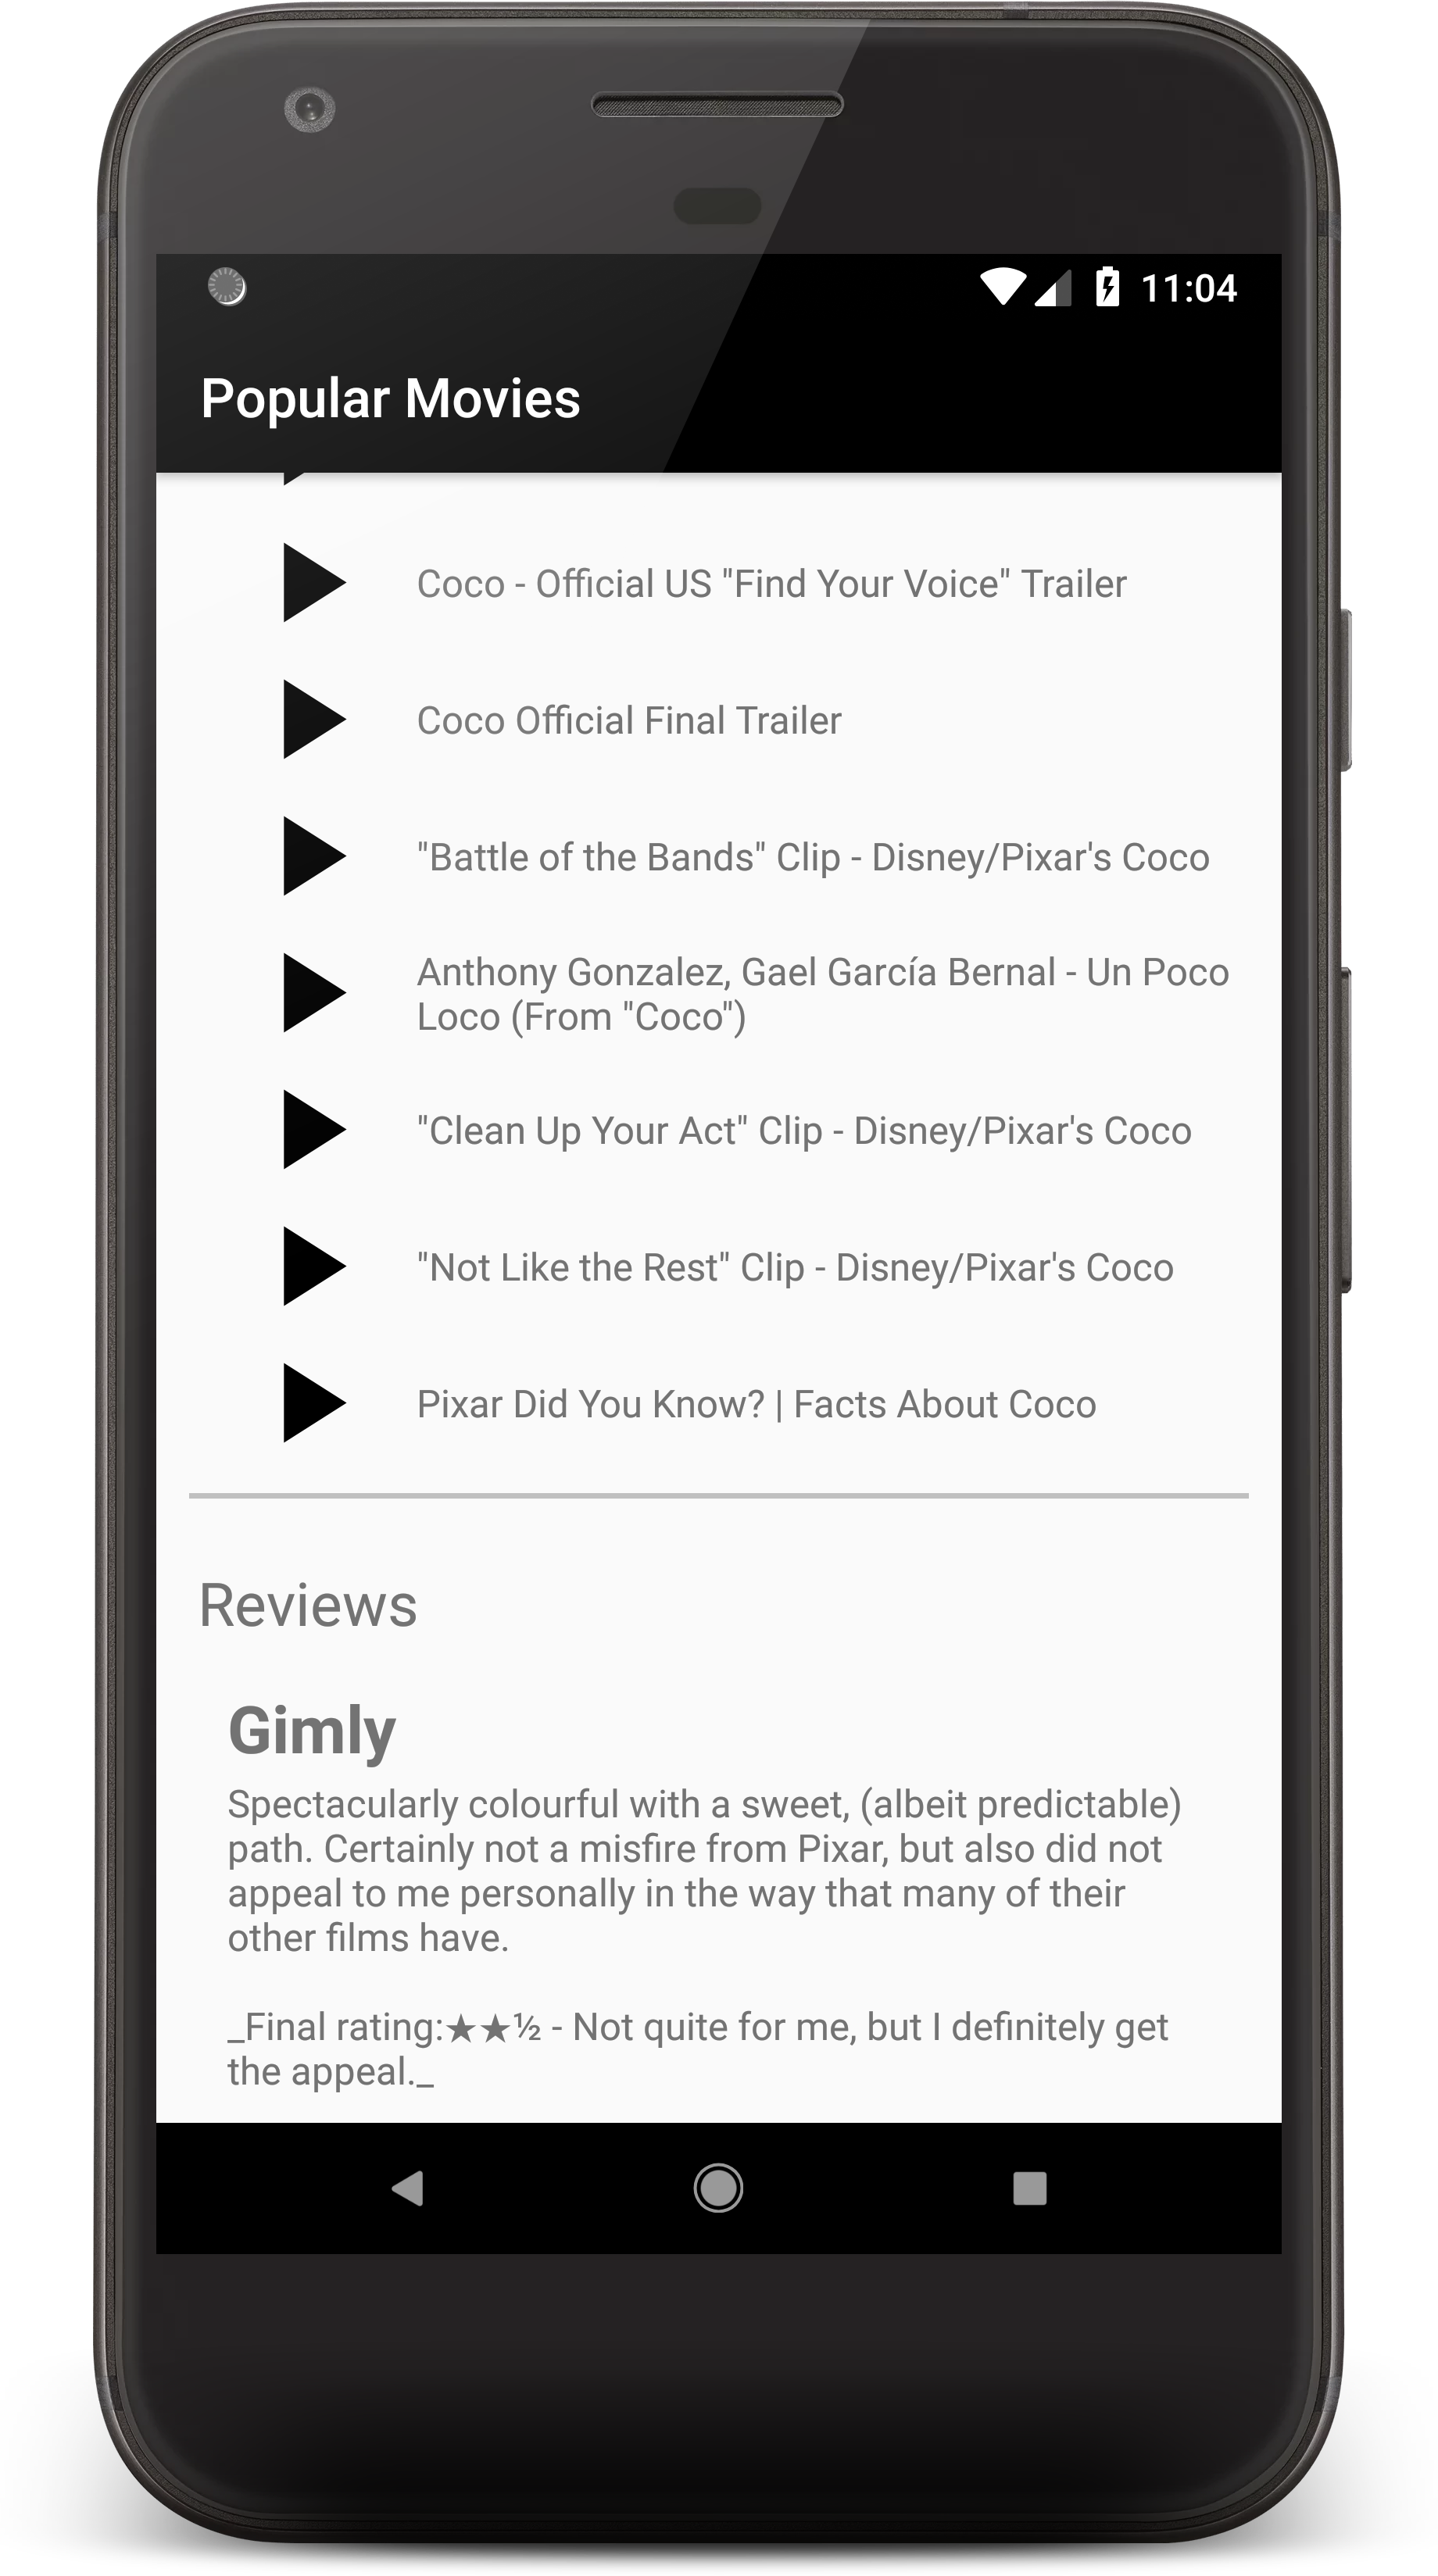 11:04
Popular Movies
Coco - Official US "Find Your Voice" Trailer
Coco Official Final Trailer
"Battle of the Bands" Clip - Disney/Pixar's Coco
Anthony Gonzalez, Gael García Bernal - Un Poco
Loco (From "Coco")
"Clean Up Your Act" Clip - Disney/Pixar's Coco
"Not Like the Rest" Clip - Disney/Pixar's Coco
Pixar Did You Know? | Facts About Coco
Reviews
Gimly
Spectacularly colourful with a sweet, (albeit predictable)
path. Certainly not a misfire from Pixar, but also did not
appeal to me personally in the way that many of their
other films have.
_Final rating:★★½ - Not quite for me, but I definitely get
the appeal._